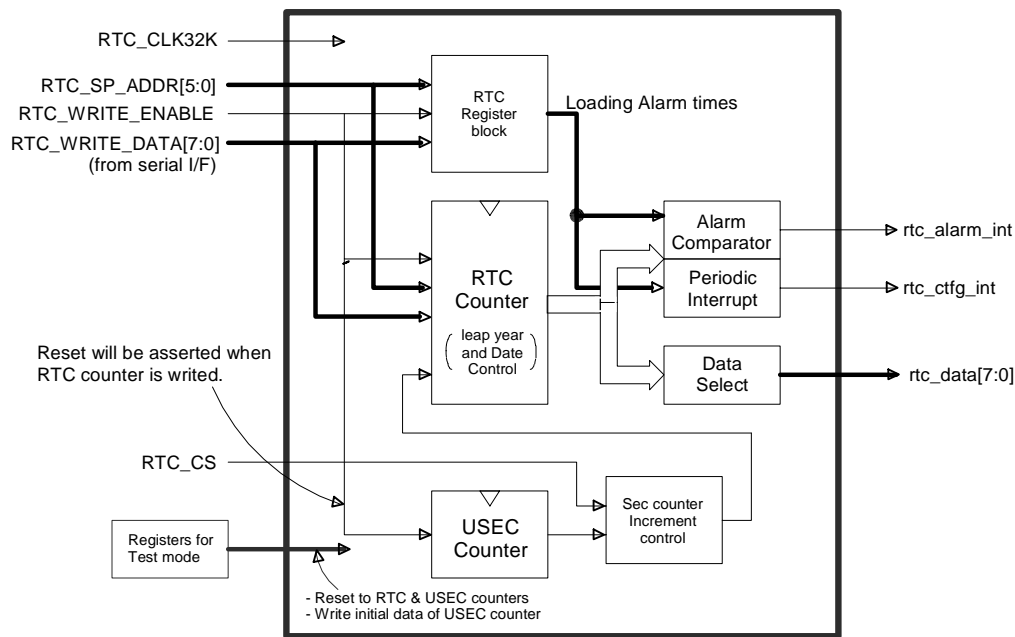 RTC_CLK32K
RTC_SP_ADDR[5:0]
RTC_WRITE_ENABLE
RTC_WRITE_DATA[7:0]
(from serial I/F)
RTC
Register
block
Loading Alarm times
Alarm
Comparator
rtc_alarm_int
Periodic
Interrupt
rtc_ctfg_int
RTC
Counter
leap year
and Date
Control
Data
Select
rtc_data[7:0]
Reset will be asserted when
RTC counter is writed.
RTC_CS
USEC
Counter
Sec counter
Increment
control
Registers for
Test mode
- Reset to RTC & USEC counters
- Write initial data of USEC counter